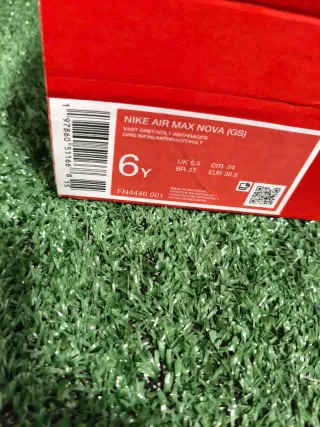 NIKE AIR MAX NOVA (GS)
VAST GREY/VOLT-ANTHRACITE
GRIS INFINI/ANTHRACITE/VOLT
6Y
UK 5.5 cm 24
BR 37 EUR 38.5
FN4446 001